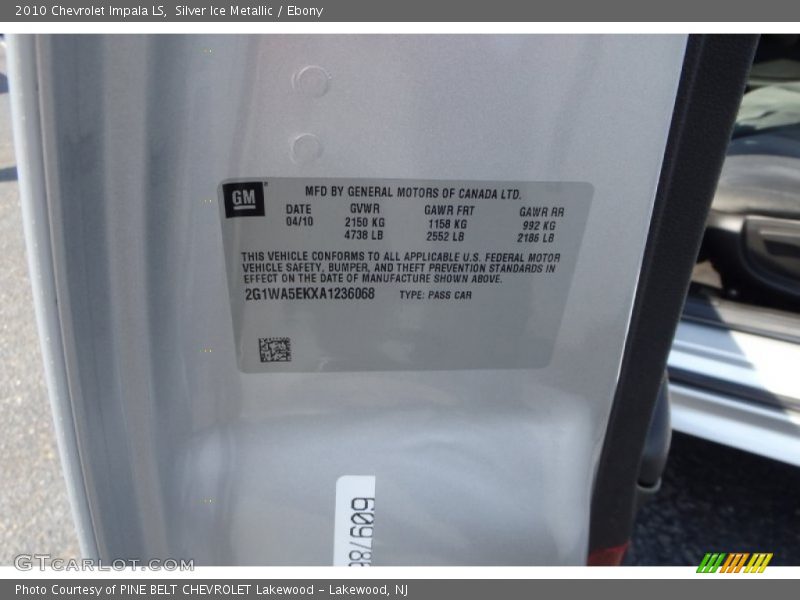 2010 Chevrolet Impala LS, Silver Ice Metallic / Ebony
GM
MFD BY GENERAL MOTORS OF CANADA LTD.
DATE GVWR GAWR FRT GAWR RR
04/10 2150 KG 1158 KG 992 KG
4738 LB 2552 LB 2186 LB
THIS VEHICLE CONFORMS TO ALL APPLICABLE U.S. FEDERAL MOTOR
VEHICLE SAFETY, BUMPER, AND THEFT PREVENTION STANDARDS IN
EFFECT ON THE DATE OF MANUFACTURE SHOWN ABOVE.
2G1WA5EKXA1236068 TYPE: PASS CAR
GTCARLOT.COM
Photo Courtesy of PINE BELT CHEVROLET Lakewood - Lakewood, NJ